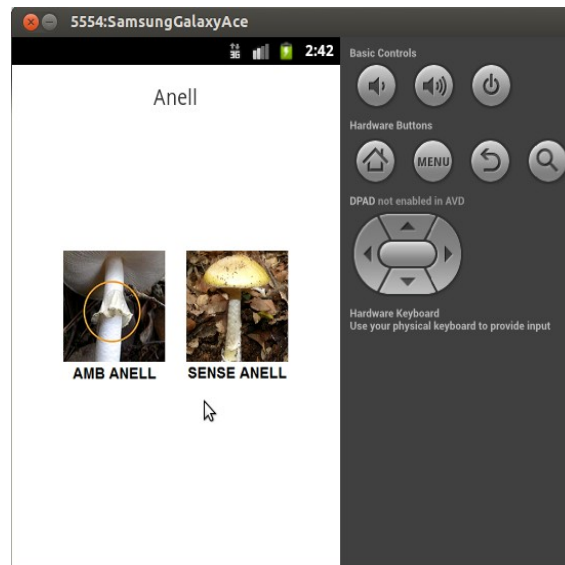 5554:SamsungGalaxyAce
3G 2:42
Anell
AMB ANELL
SENSE ANELL
Basic Controls
Hardware Buttons
MENU
DPAD not enabled in AVD
Hardware Keyboard
Use your physical keyboard to provide input